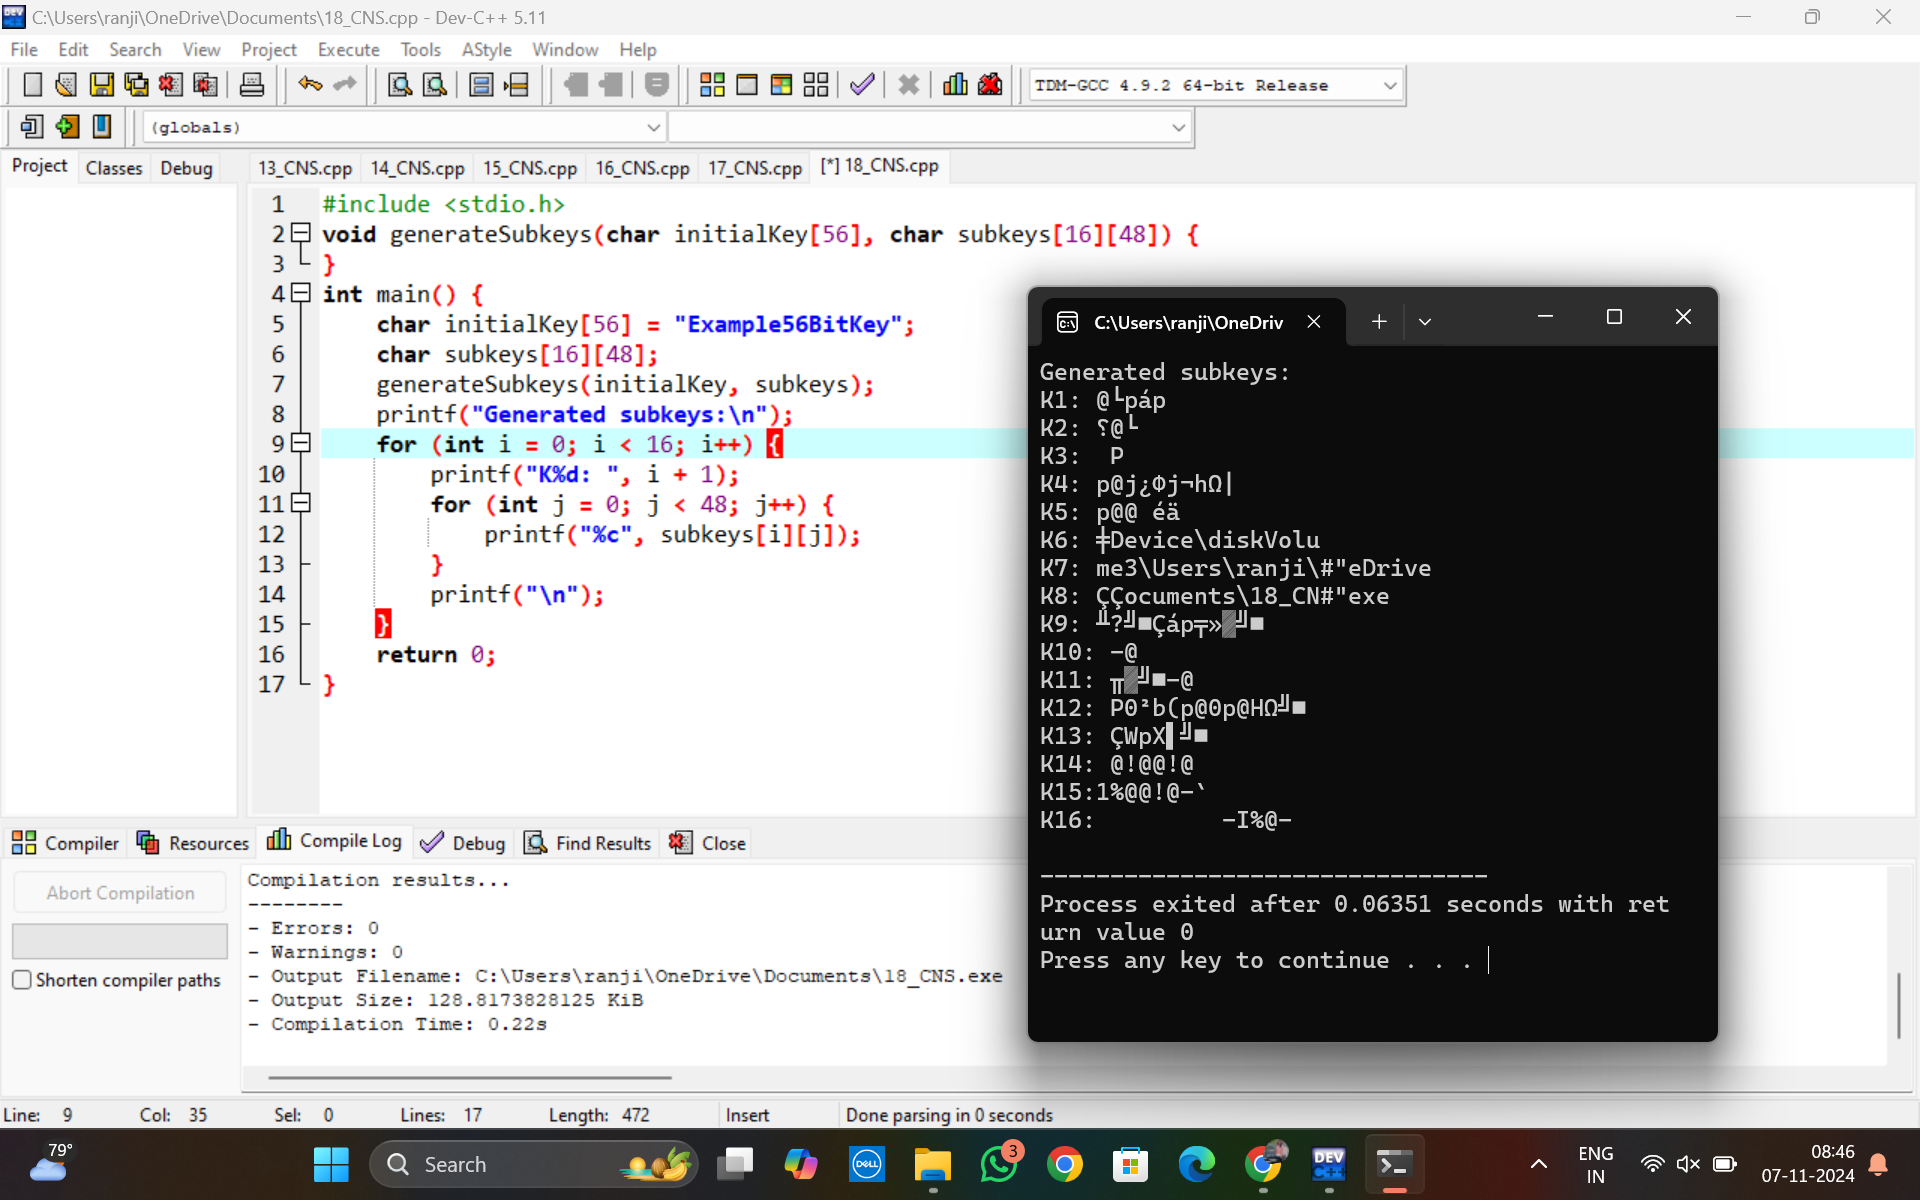 C:\Users\ranji\OneDrive\Documents\18_CNS.cpp - Dev-C++ 5.11
File Edit Search View Project Execute Tools AStyle Window Help
TDM-GCC 4.9.2 64-bit Release
(globals)
Project Classes Debug
13_CNS.cpp 14_CNS.cpp 15_CNS.cpp 16_CNS.cpp 17_CNS.cpp [*] 18_CNS.cpp
1 #include <stdio.h>
2 void generateSubkeys(char initialKey[56], char subkeys[16][48]) {
3 }
4 int main() {
5 char initialKey[56] = "Example56BitKey";
6 char subkeys[16][48];
7 generateSubkeys(initialKey, subkeys);
8 printf("Generated subkeys:\n");
9 for (int i = 0; i < 16; i++) {
10 printf("K%d: ", i + 1);
11 for (int j = 0; j < 48; j++) {
12 printf("%c", subkeys[i][j]);
13 }
14 printf("\n");
15 }
16 return 0;
17 }
C:\Users\ranji\OneDriv
Generated subkeys:
K1: @└páp
K2: ⸮@└
K3:  P
K4: p@j¿Φj¬hΩ|
K5: p@@ éä
K6: ╪Device\diskVolu
K7: me3\Users\ranji\#"eDrive
K8: ÇÇocuments\18_CN#"exe
K9: ╨?╝■Çáp╤»▒╝■
K10: −@
K11: ╥▒╝■−@
K12: P0²b(p@0p@HΩ╝■
K13: ÇWpX▌╝■
K14: @!@@!@
K15:1%@@!@−`
K16: −I%@−
--------------------------------
Process exited after 0.06351 seconds with ret
urn value 0
Press any key to continue . . .
Compiler Resources Compile Log Debug Find Results Close
Abort Compilation
Shorten compiler paths
Compilation results...
--------
- Errors: 0
- Warnings: 0
- Output Filename: C:\Users\ranji\OneDrive\Documents\18_CNS.exe
- Output Size: 128.8173828125 KiB
- Compilation Time: 0.22s
Line: 9 Col: 35 Sel: 0 Lines: 17 Length: 472 Insert Done parsing in 0 seconds
79°
Search
DELL
3
DEV
C++
ENG
IN
08:46
07-11-2024